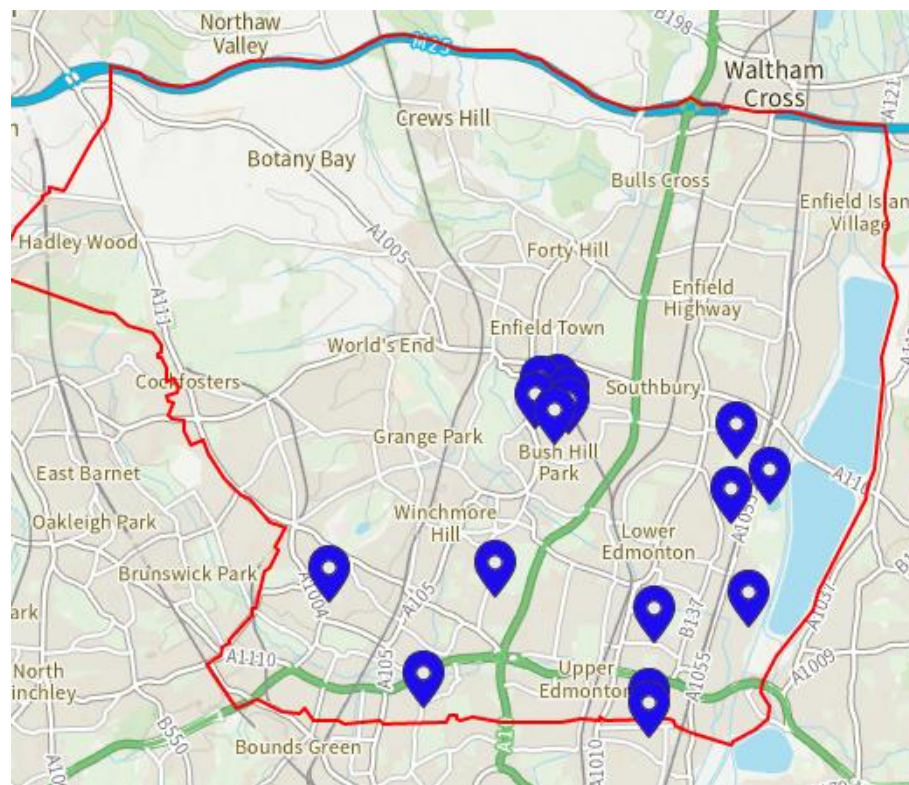 Northaw
Valley
B198
M25
Waltham
Cross
A121
Crews Hill
Botany Bay
Bulls Cross
Enfield Islan
Village
Hadley Wood
A1005
Forty Hill
A111
Enfield
Highway
Enfield Town
World's End
Cockfosters
Southbury
Grange Park
Bush Hill
Park
East Barnet
A110
Winchmore
Hill
A1055
Oakleigh Park
Lower
Edmonton
Brunswick Park
A1004
A105
B137
A1037
ark
A1110
A105
Upper
Edmonton
A1055
A1009
North
inchley
B550
Bounds Green
A10
A1010